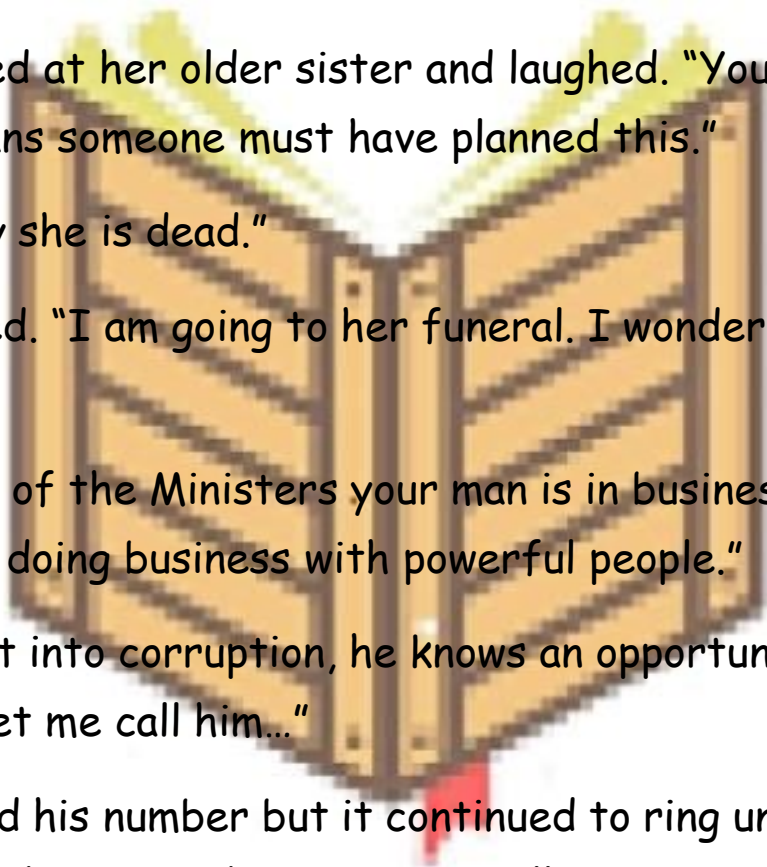 ed at her older sister and laughed. “You
ns someone must have planned this.”
she is dead.”
ed. “I am going to her funeral. I wonder
of the Ministers your man is in busines
doing business with powerful people.”
t into corruption, he knows an opportun
et me call him…”
d his number but it continued to ring un